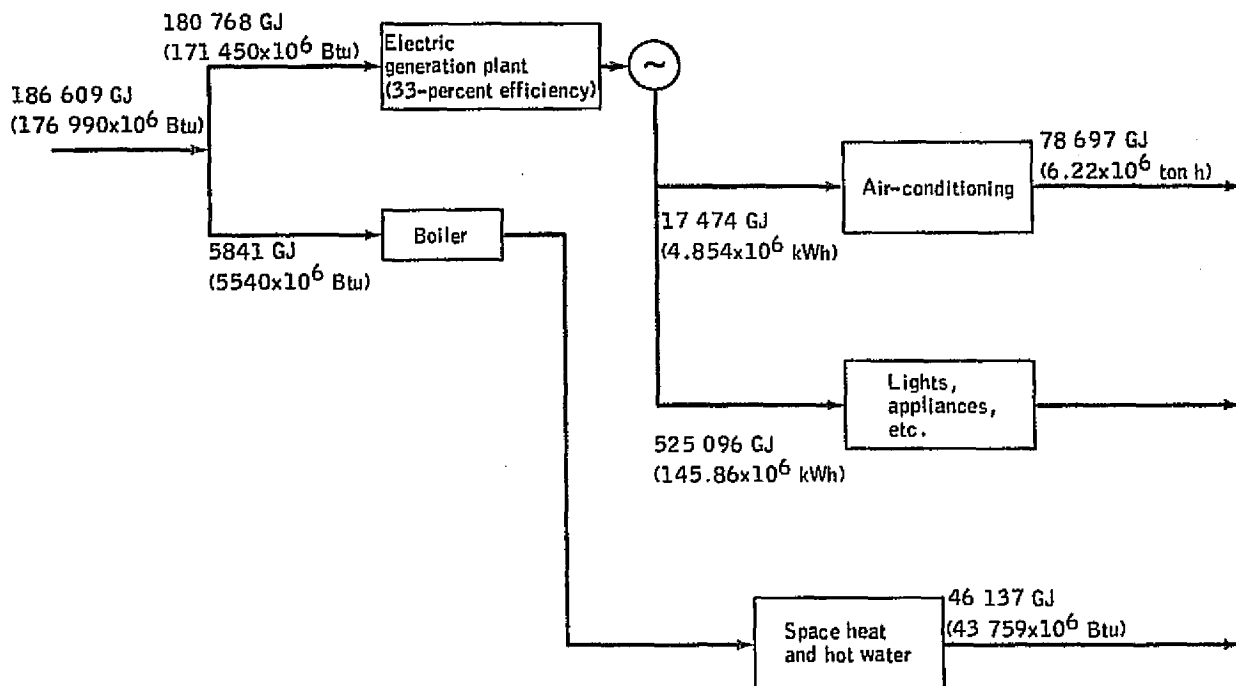 180 768 GJ
(171 450x10⁶ Btu)
Electric
generation plant
(33-percent efficiency)
~
186 609 GJ
(176 990x10⁶ Btu)
78 697 GJ
(6.22x10⁶ ton h)
Air-conditioning
Boiler
17 474 GJ
(4.854x10⁶ kWh)
5841 GJ
(5540x10⁶ Btu)
Lights,
appliances,
etc.
525 096 GJ
(145.86x10⁶ kWh)
46 137 GJ
(43 759x10⁶ Btu)
Space heat
and hot water